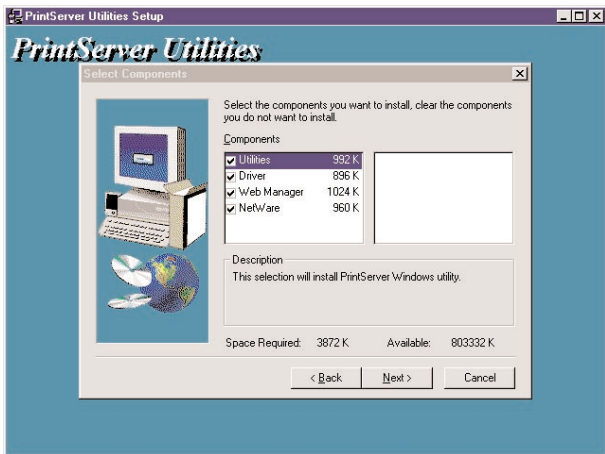 PrintServer Utilities Setup
PrintServer Utilities
Select Components
Select the components you want to install, clear the components
you do not want to install.
Components
Utilities 992 K
Driver 896 K
Web Manager 1024 K
NetWare 960 K
Description
This selection will install PrintServer Windows utility.
Space Required: 3872 K Available: 803332 K
< Back Next > Cancel